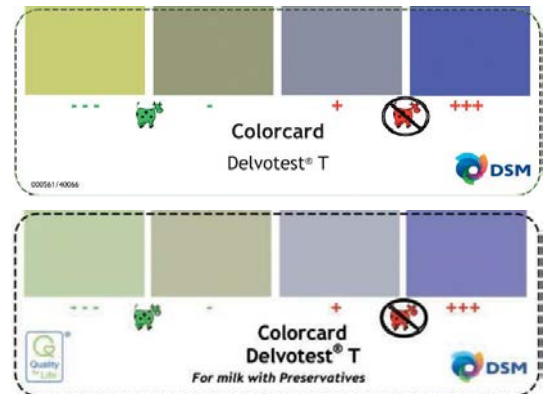 - - - - + +++
Colorcard
Delvotest® T
000561/40066
DSM
- - - - + +++
Colorcard
Delvotest® T
For milk with Preservatives
Quality for Life
®
DSM